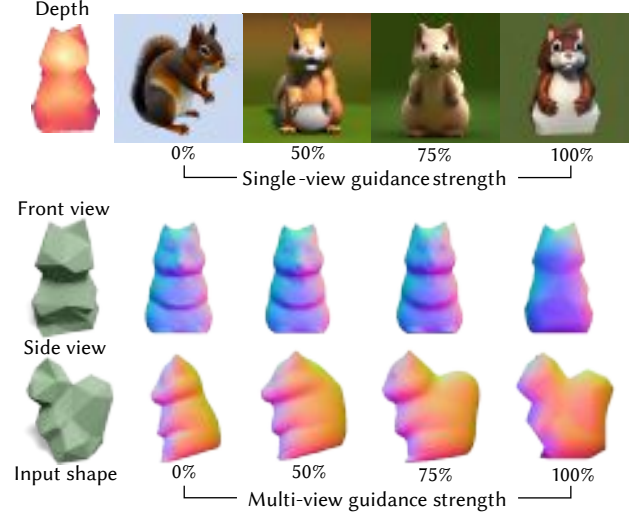 Depth
0% 50% 75% 100%
Single-view guidance strength
Front view
Side view
Input shape
0% 50% 75% 100%
Multi-view guidance strength